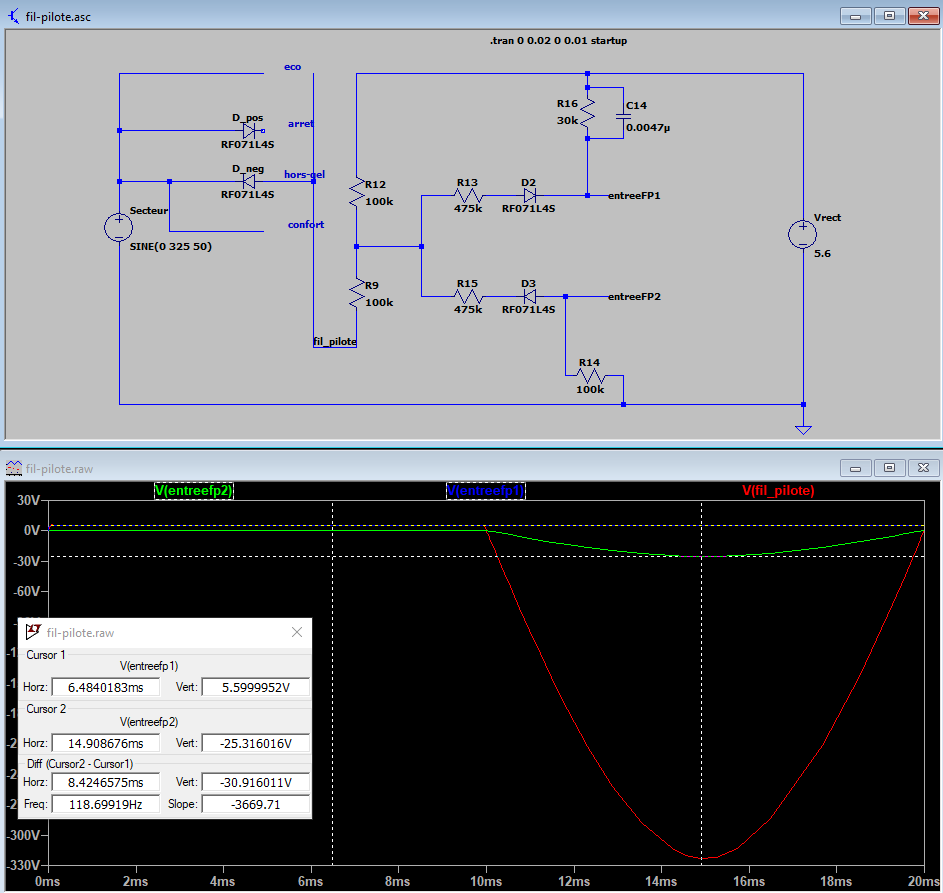 fil-pilote.asc
.tran 0 0.02 0 0.01 startup
eco
D_pos
arret
RF071L4S
D_neg
hors-gel
RF071L4S
Secteur
confort
SINE(0 325 50)
R12
100k
R9
100k
fil_pilote
R13
475k
D2
RF071L4S
R16
30k
C14
0.0047µ
entreeFP1
R15
475k
D3
RF071L4S
entreeFP2
R14
100k
Vrect
5.6
fil-pilote.raw
V(entreefp2) V(entreefp1) V(fil_pilote)
30V
0V
-30V
-60V
-300V
-330V
0ms 2ms 4ms 6ms 8ms 10ms 12ms 14ms 16ms 18ms 20ms
fil-pilote.raw
Cursor 1
V(entreefp1)
Horz: 6.4840183ms Vert: 5.5999952V
Cursor 2
V(entreefp2)
Horz: 14.908676ms Vert: -25.316016V
Diff (Cursor2 - Cursor1)
Horz: 8.4246575ms Vert: -30.916011V
Freq: 118.69919Hz Slope: -3669.71